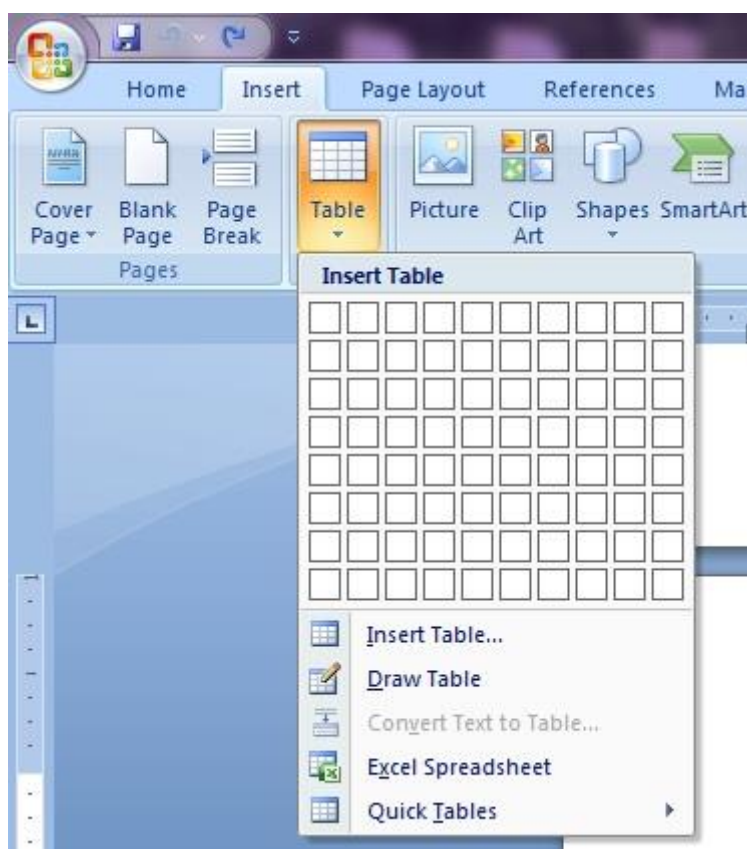 Home Insert Page Layout References Ma
Cover Page
Blank Page
Page Break
Table
Picture
Clip Art
Shapes
SmartArt
Pages
Insert Table
L
Insert Table...
Draw Table
Convert Text to Table...
Excel Spreadsheet
Quick Tables
1